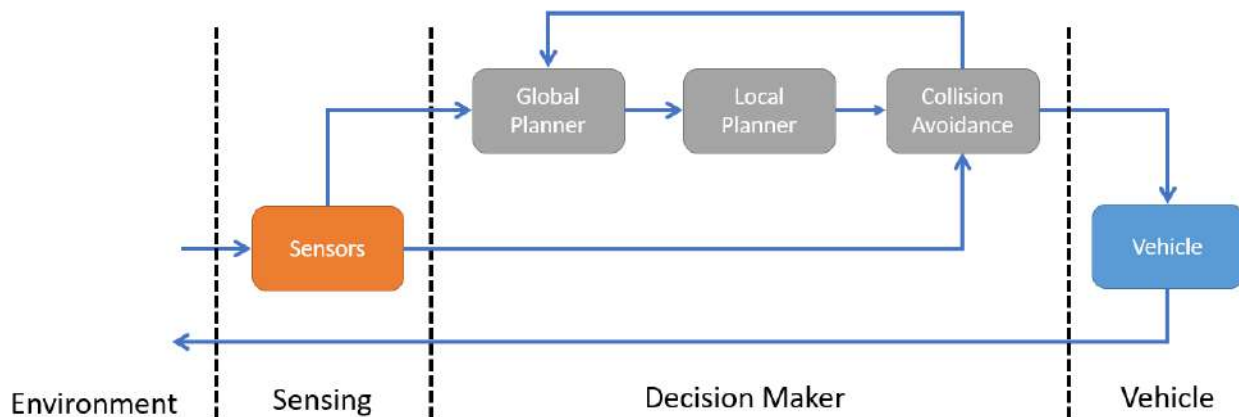 Global
Planner
Local
Planner
Collision
Avoidance
Sensors
Vehicle
Environment
Sensing
Decision Maker
Vehicle